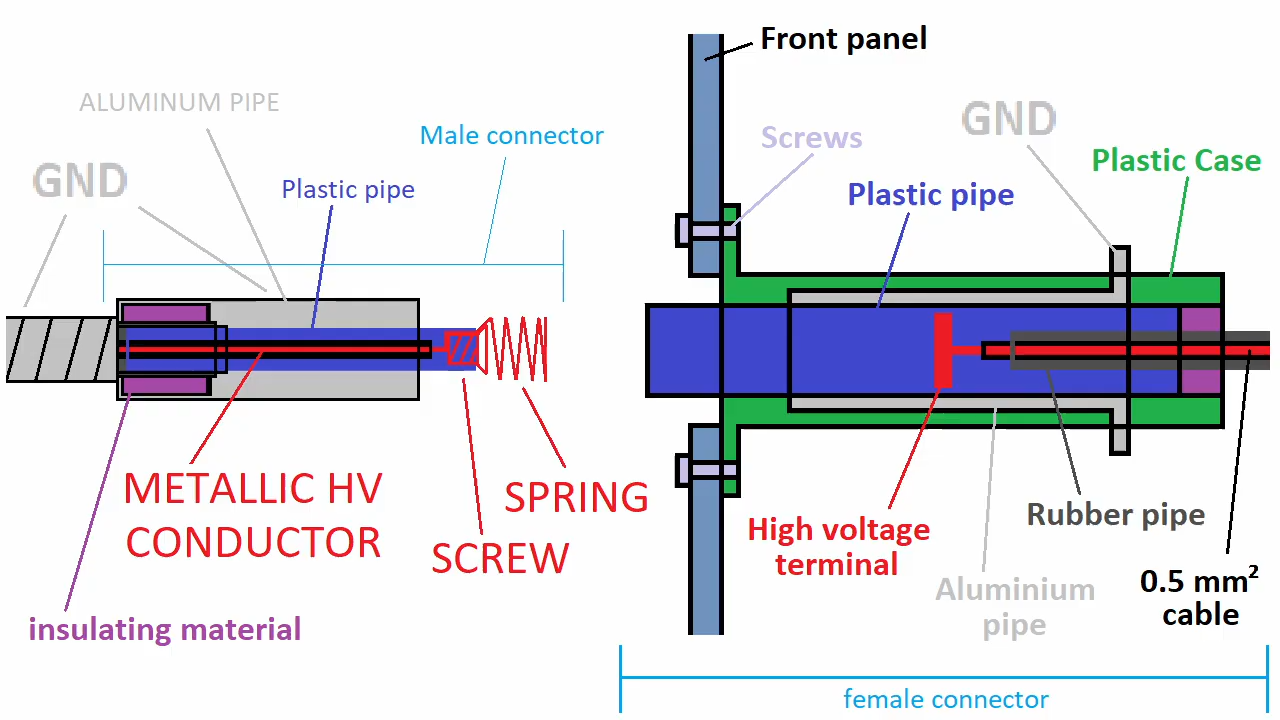 Front panel
ALUMINUM PIPE
GND
Male connector
Screws
Plastic Case
GND
Plastic pipe
Plastic pipe
METALLIC HV
CONDUCTOR
SPRING
SCREW
High voltage
terminal
Rubber pipe
Aluminium
pipe
0.5 mm²
cable
insulating material
female connector